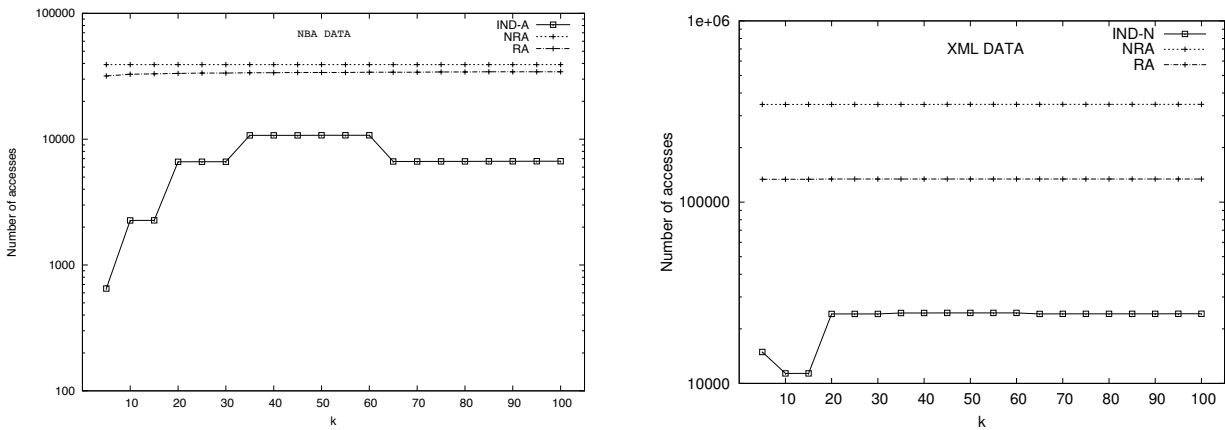 NBA DATA
IND-A
NRA
RA
100000
10000
1000
100
Number of accesses
10 20 30 40 50 60 70 80 90 100
k
XML DATA
IND-N
NRA
RA
1e+06
100000
10000
Number of accesses
10 20 30 40 50 60 70 80 90 100
k